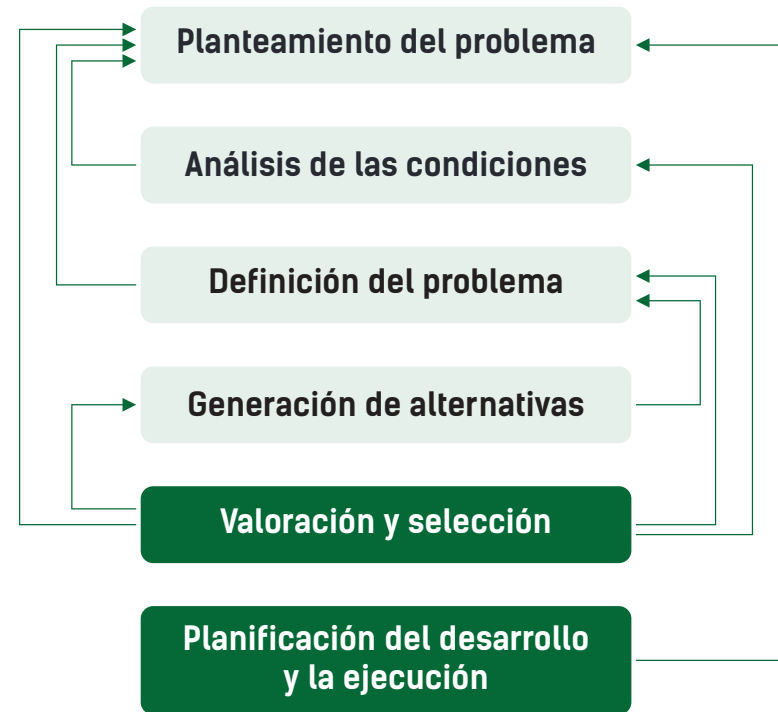 Planteamiento del problema
Análisis de las condiciones
Definición del problema
Generación de alternativas
Valoración y selección
Planificación del desarrollo
y la ejecución